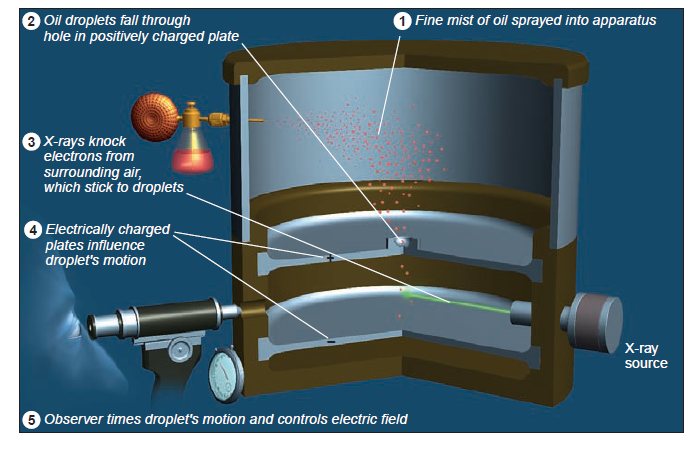 1 Fine mist of oil sprayed into apparatus
2 Oil droplets fall through
hole in positively charged plate
3 X-rays knock
electrons from
surrounding air,
which stick to droplets
4 Electrically charged
plates influence
droplet's motion
+
−
X-ray
source
5 Observer times droplet's motion and controls electric field